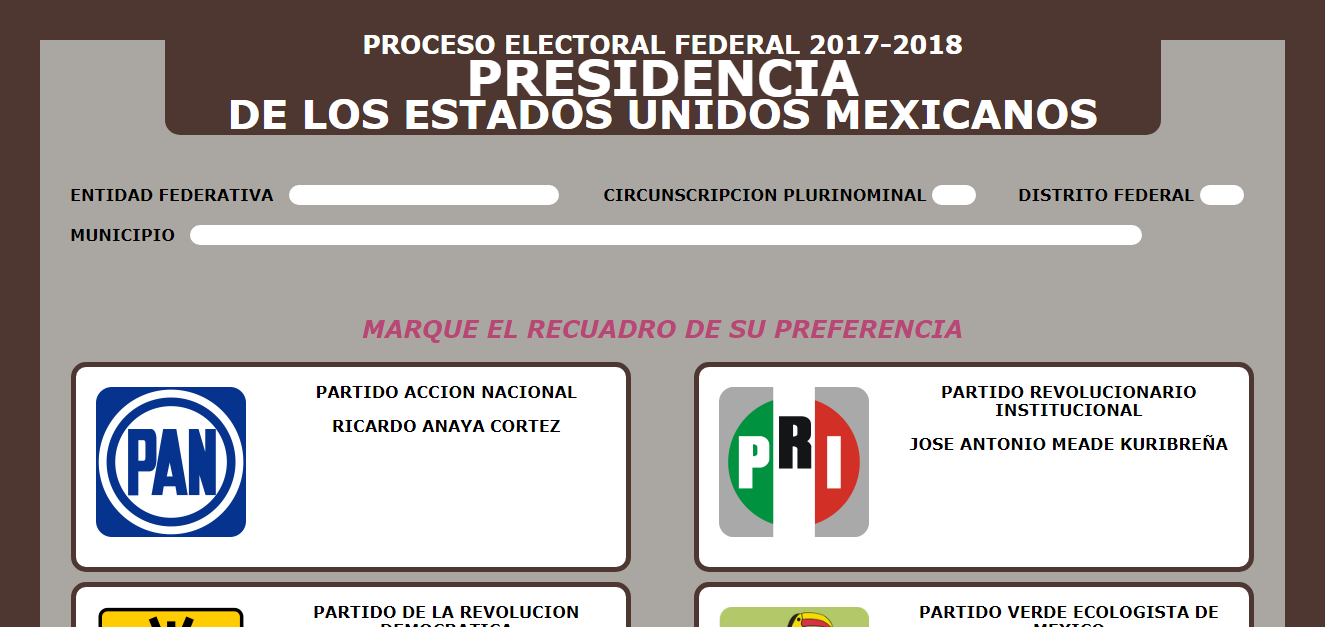 PROCESO ELECTORAL FEDERAL 2017-2018
PRESIDENCIA
DE LOS ESTADOS UNIDOS MEXICANOS
ENTIDAD FEDERATIVA
CIRCUNSCRIPCION PLURINOMINAL
DISTRITO FEDERAL
MUNICIPIO
MARQUE EL RECUADRO DE SU PREFERENCIA
PAN
PARTIDO ACCION NACIONAL
RICARDO ANAYA CORTEZ
PRI
PARTIDO REVOLUCIONARIO
INSTITUCIONAL
JOSE ANTONIO MEADE KURIBREÑA
PARTIDO DE LA REVOLUCION
DEMOCRATICA
PARTIDO VERDE ECOLOGISTA DE
MEXICO